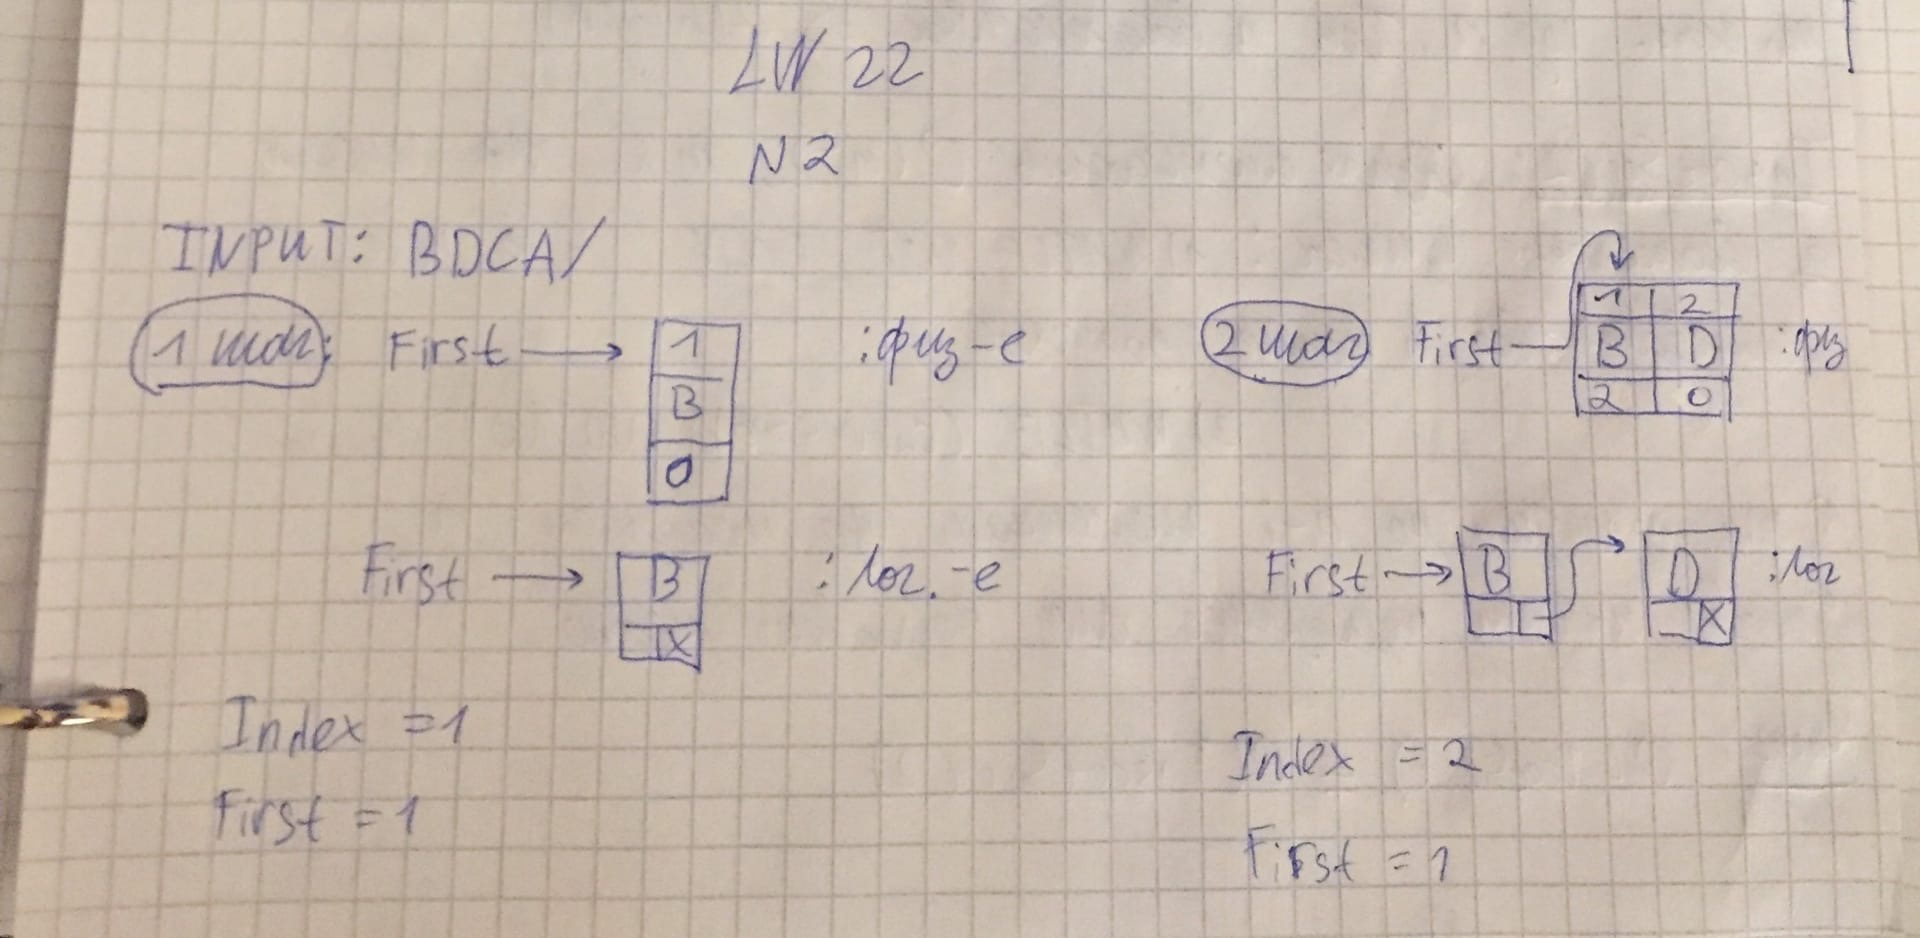 LW 22
N2
INPUT: BDCA/
1 шаг: First → 1 B 0 :физ-е
First → B X :лог.-е
Index = 1
First = 1
2 шаг First 1 2 B D 2 0 :физ
First → B → D X :лог
Index = 2
First = 1